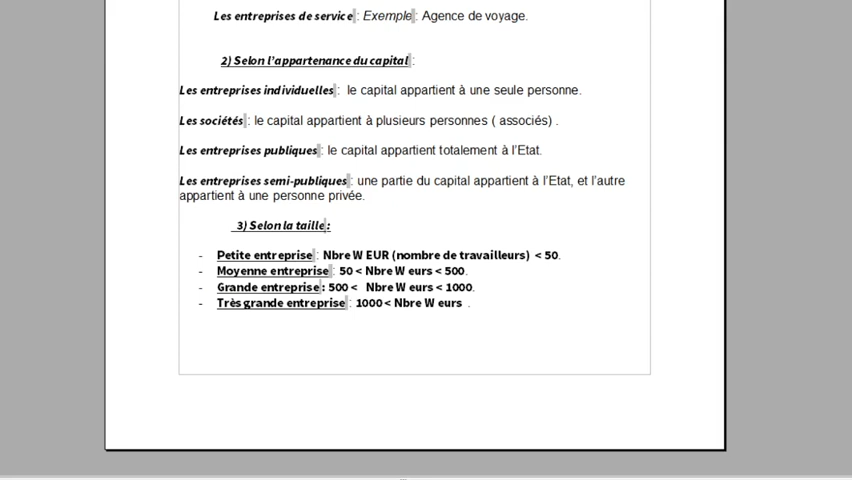 Les entreprises de service : Exemple : Agence de voyage.
2) Selon l'appartenance du capital :
Les entreprises individuelles : le capital appartient à une seule personne.
Les sociétés : le capital appartient à plusieurs personnes ( associés) .
Les entreprises publiques : le capital appartient totalement à l'Etat.
Les entreprises semi-publiques : une partie du capital appartient à l'Etat, et l'autre
appartient à une personne privée.
3) Selon la taille :
- Petite entreprise : Nbre W EUR (nombre de travailleurs) < 50.
- Moyenne entreprise : 50 < Nbre W eurs < 500.
- Grande entreprise : 500 < Nbre W eurs < 1000.
- Très grande entreprise : 1000 < Nbre W eurs .